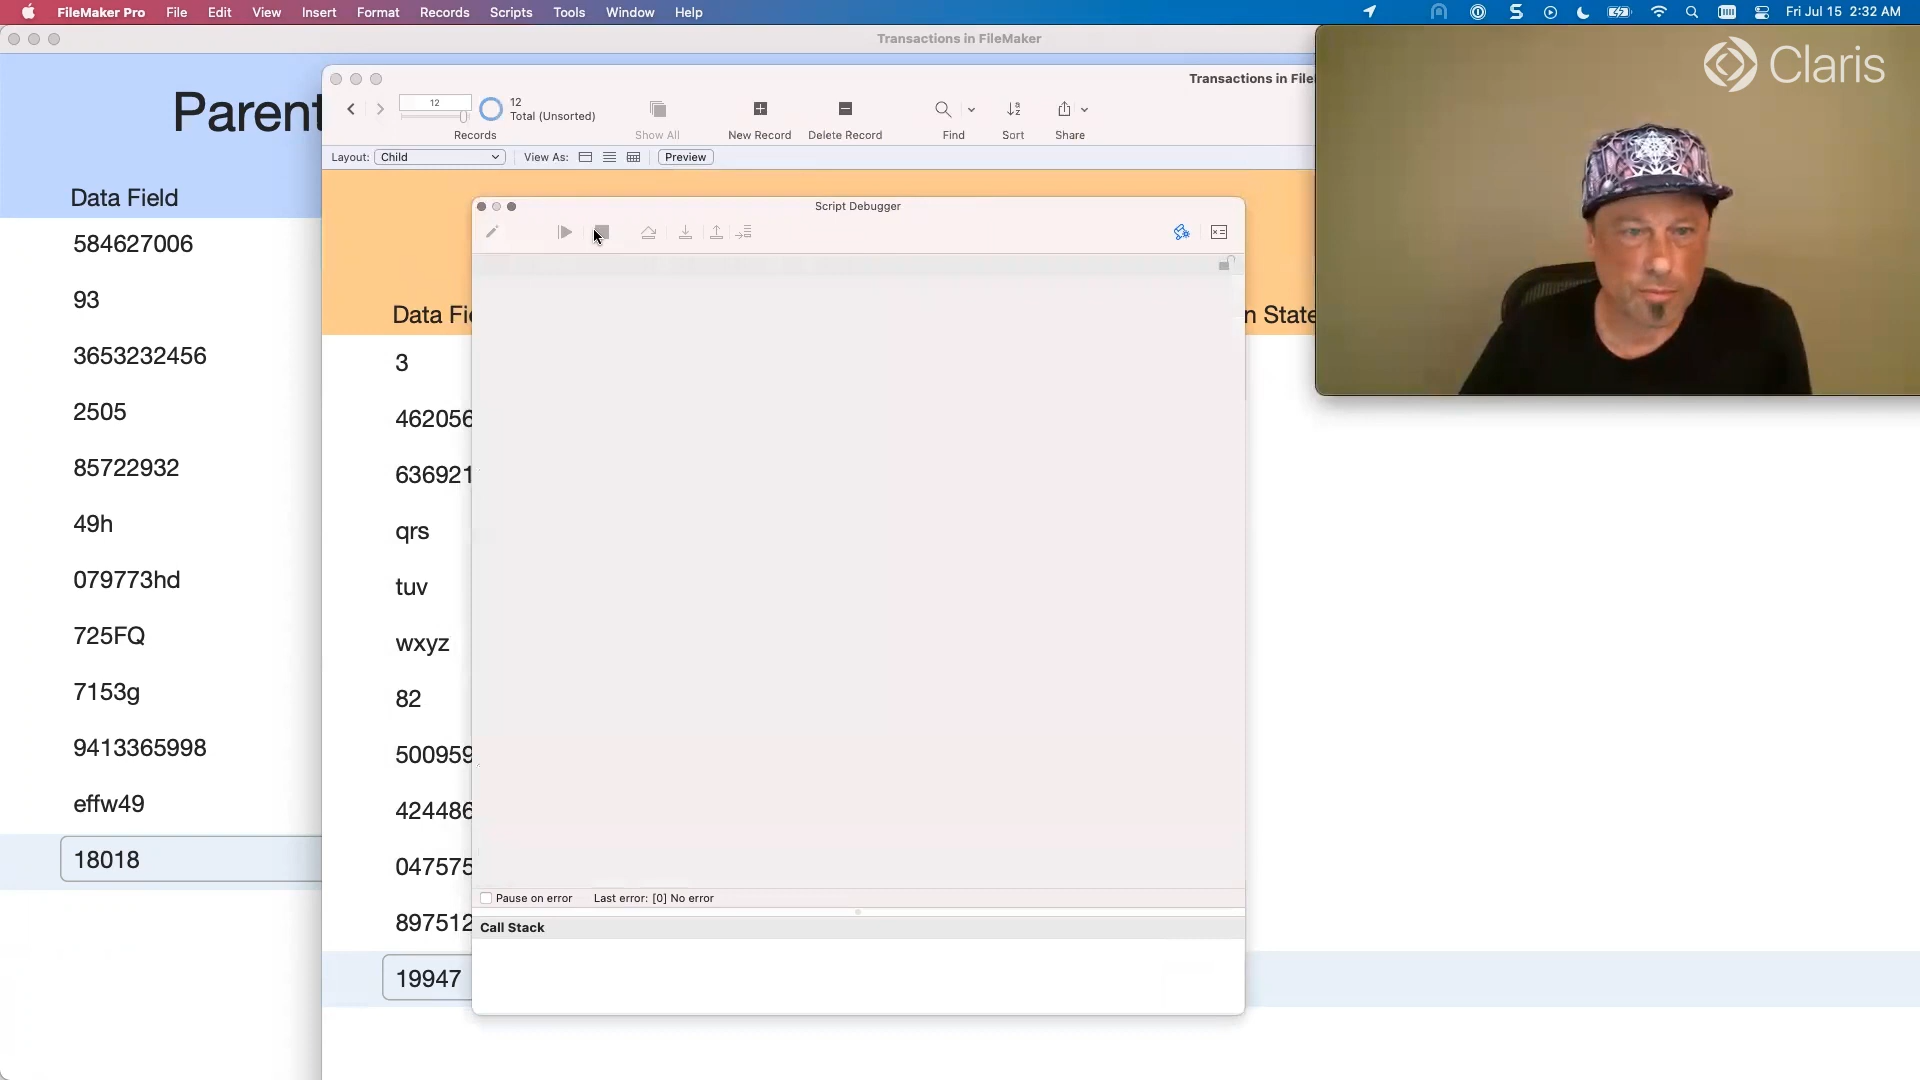 FileMaker Pro File Edit View Insert Format Records Scripts Tools Window Help
Fri Jul 15 2:32 AM
Transactions in FileMaker
Claris
Parent
Data Field
584627006
93
3653232456
2505
85722932
49h
079773hd
725FQ
7153g
9413365998
effw49
18018
Transactions in File
12
12
Total (Unsorted)
Records
Show All
New Record
Delete Record
Find
Sort
Share
Layout: Child
View As:
Preview
Data Fie
n State
3
462056
636921
qrs
tuv
wxyz
82
500959
424486
047575
897512
19947
Script Debugger
Pause on error
Last error: [0] No error
Call Stack